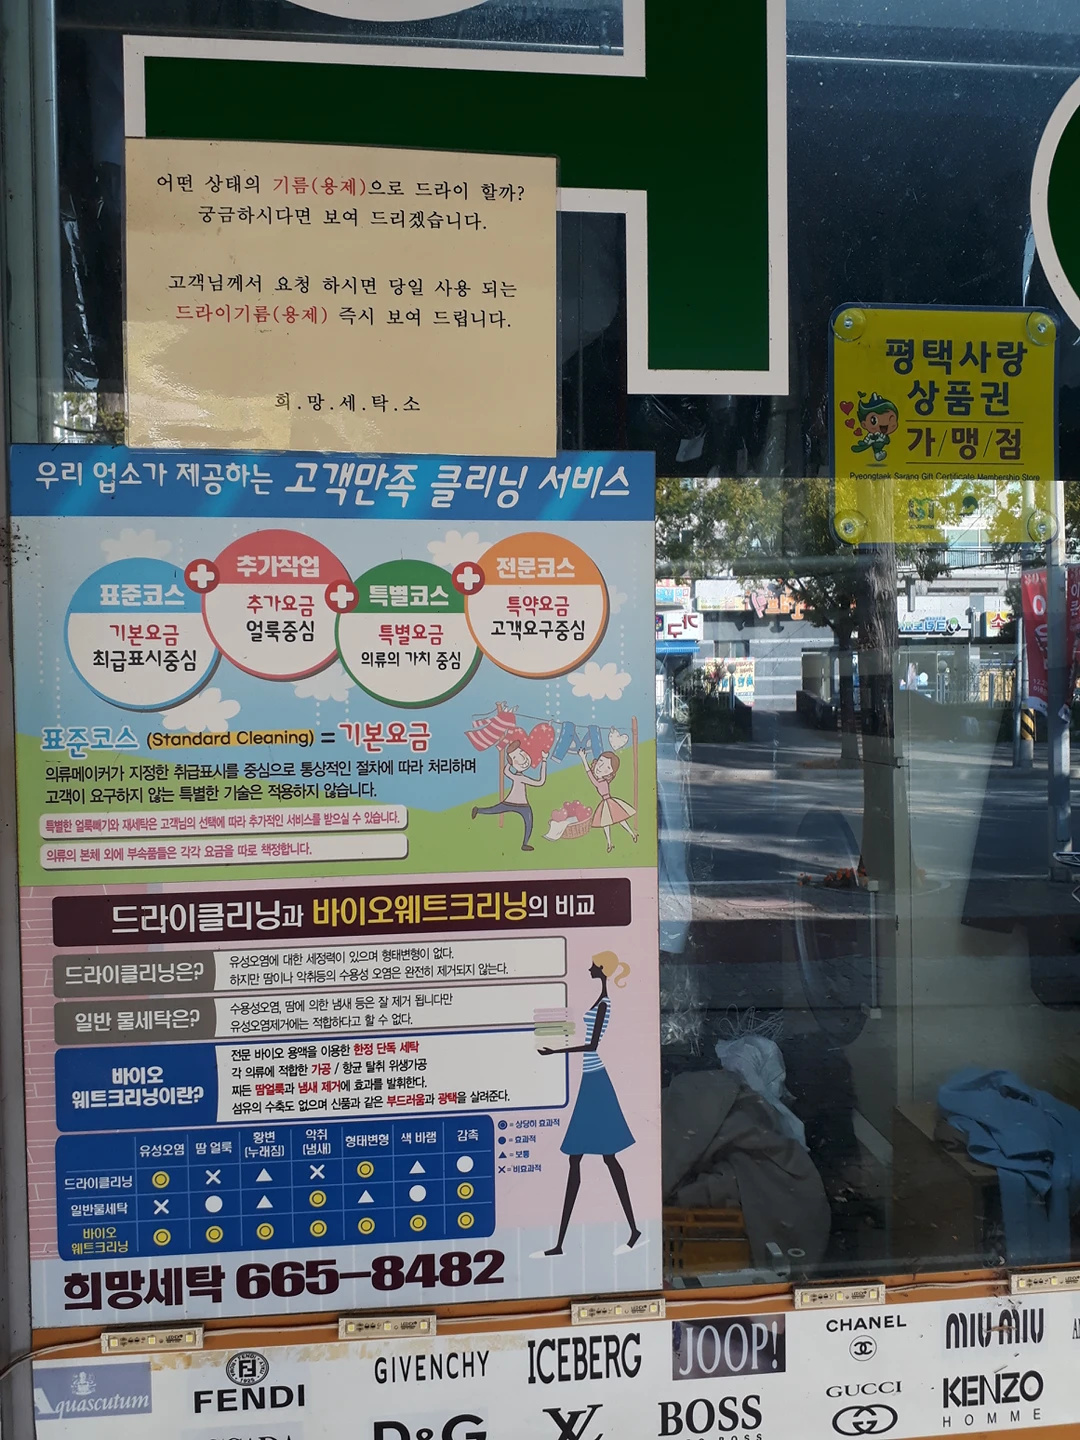 어떤 상태의 기름(용제)으로 드라이 할까?
궁금하시다면 보여 드리겠습니다.
고객님께서 요청 하시면 당일 사용 되는
드라이기름(용제) 즉시 보여 드립니다.
희.망.세.탁.소
평택사랑
상품권
가/맹/점
Pyeongtaek Sarang Gift Certificate Membership Store
우리 업소가 제공하는 고객만족 클리닝 서비스
표준코스
기본요금
최급표시중심
추가작업
추가요금
얼룩중심
특별코스
특별요금
의류의 가치 중심
전문코스
특약요금
고객요구중심
표준코스 (Standard Cleaning) = 기본요금
의류메이커가 지정한 취급표시를 중심으로 통상적인 절차에 따라 처리하며
고객이 요구하지 않는 특별한 기술은 적용하지 않습니다.
특별한 얼룩빼기와 재세탁은 고객님의 선택에 따라 추가적인 서비스를 받으실 수 있습니다.
의류의 본체 외에 부속품들은 각각 요금을 따로 책정합니다.
드라이클리닝과 바이오웨트크리닝의 비교
드라이클리닝은?
유성오염에 대한 세정력이 있으며 형태변형이 없다.
하지만 땀이나 악취등의 수용성 오염은 완전히 제거되지 않는다.
일반 물세탁은?
수용성오염, 땀에 의한 냄새 등은 잘 제거 됩니다만
유성오염제거에는 적합하다고 할 수 없다.
바이오
웨트크리닝이란?
전문 바이오 용액을 이용한 한정 단독 세탁
각 의류에 적합한 가공 / 항균 탈취 위생가공
찌든 땀얼룩과 냄새 제거에 효과를 발휘한다.
섬유의 수축도 없으며 신품과 같은 부드러움과 광택을 살려준다.
유성오염 땀 얼룩 황변(누래짐) 악취(냄새) 형태변형 색 바램 감촉
드라이클리닝 ◎ ✕ ▲ ✕ ◎ ▲ ●
일반물세탁 ✕ ● ▲ ◎ ▲ ● ◎
바이오 웨트크리닝 ◎ ◎ ◎ ◎ ◎ ◎ ◎
◎ = 상당히 효과적
● = 효과적
▲ = 보통
✕ = 비효과적
희망세탁 665-8482
Aquascutum
FENDI
GIVENCHY
ICEBERG
JOOP!
CHANEL
MIU MIU
D&G
BOSS
GUCCI
KENZO
HOMME